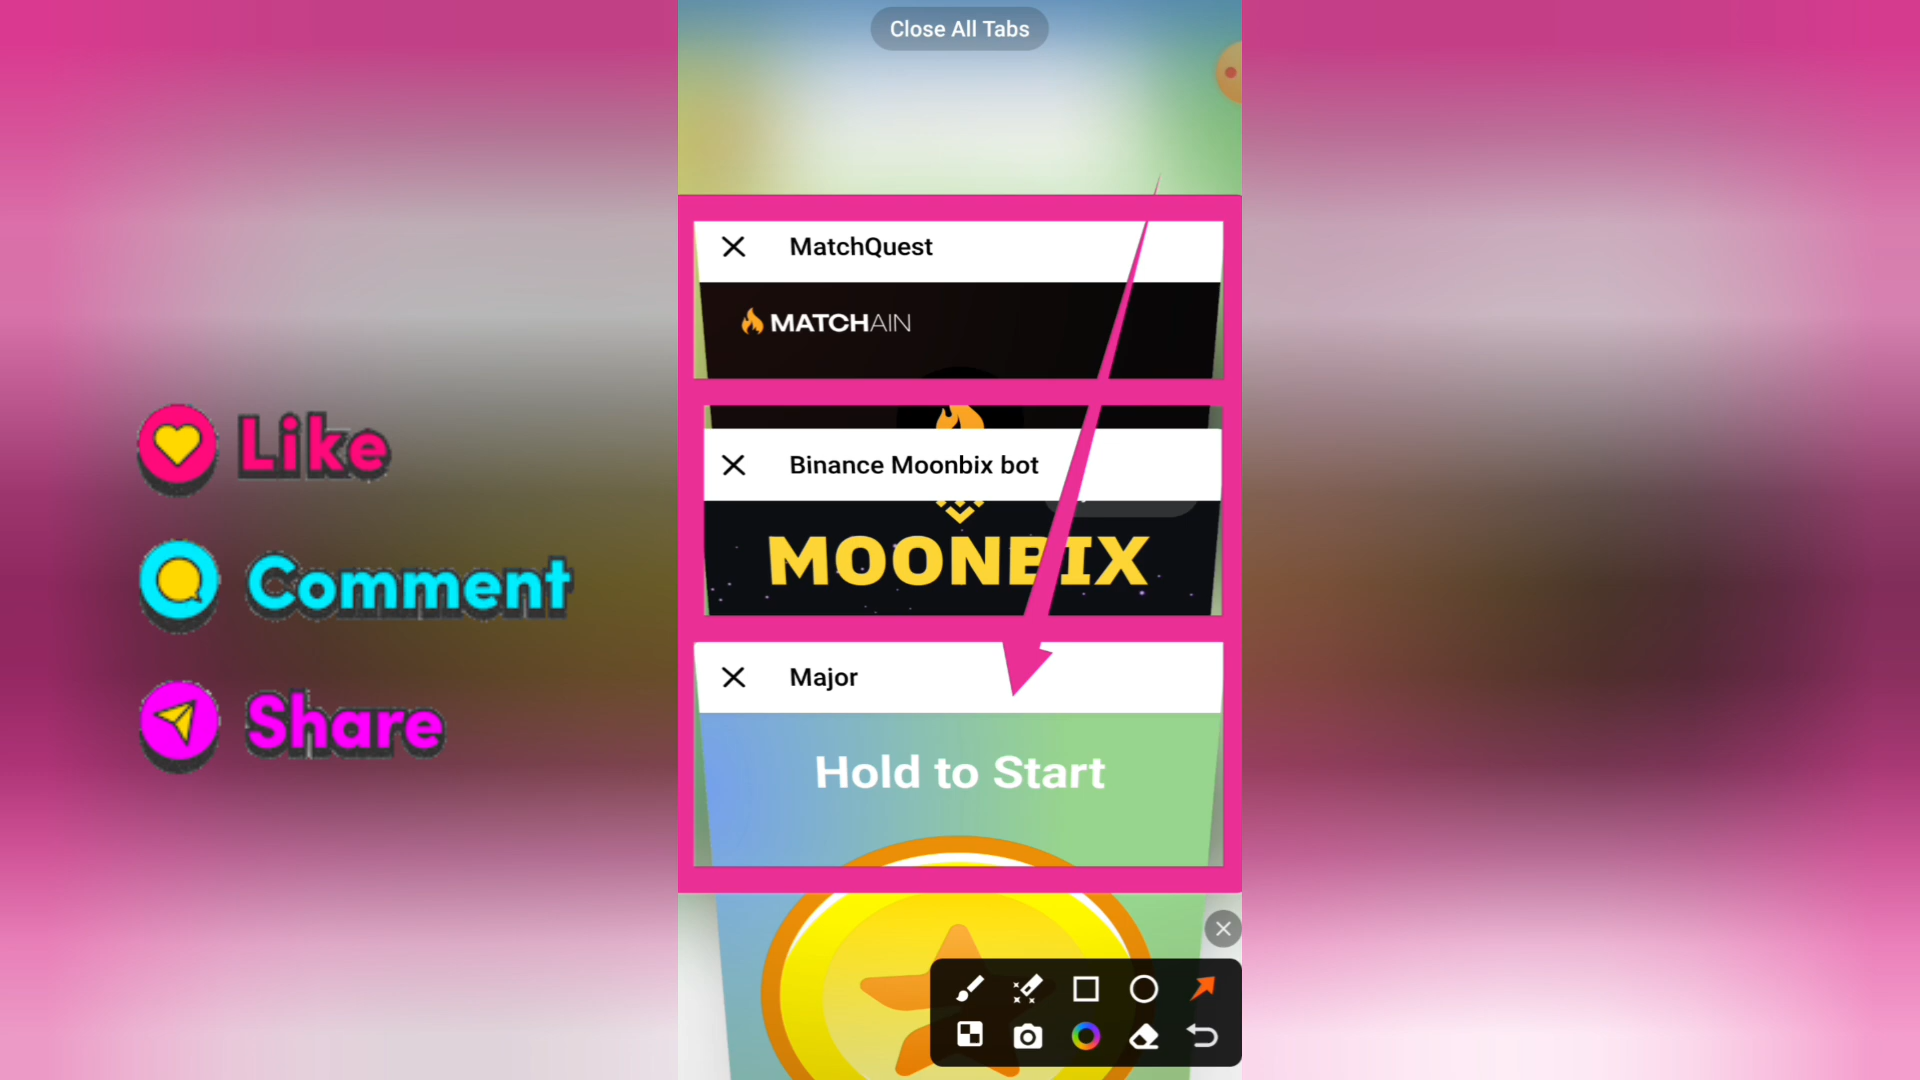 Close All Tabs
MatchQuest
MATCHAIN
Binance Moonbix bot
MOONBIX
Major
Hold to Start
Like
Comment
Share